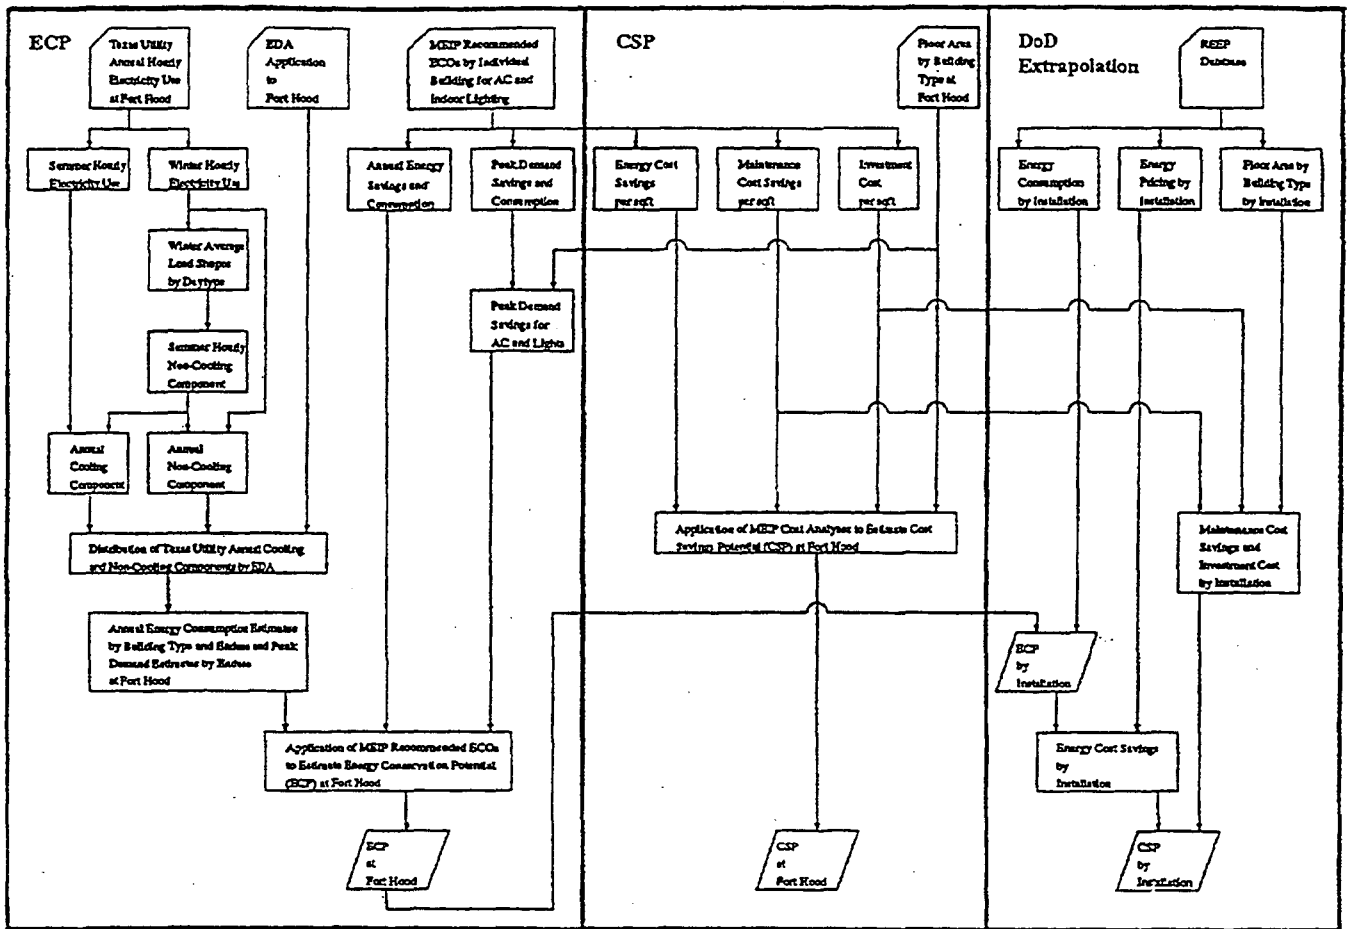 ECP
Texas Utility
Annual Hourly
Electricity Use
at Fort Hood
EDA
Application
to
Fort Hood
MEIP Recommended
ECOs by Individual
Building for AC and
Indoor Lighting
CSP
Floor Area
by Building
Type at
Fort Hood
DoD
Extrapolation
REEP
Database
Summer Hourly
Electricity Use
Winter Hourly
Electricity Use
Annual Energy
Savings and
Consumption
Peak Demand
Savings and
Consumption
Energy Cost
Savings
per sqft
Maintenance
Cost Savings
per sqft
Investment
Cost
per sqft
Energy
Consumption
by Installation
Energy
Pricing by
Installation
Floor Area by
Building Type
by Installation
Winter Average
Load Shapes
by Daytype
Peak Demand
Savings for
AC and Lights
Summer Hourly
Non-Cooling
Component
Annual
Cooling
Component
Annual
Non-Cooling
Component
Distribution of Texas Utility Annual Cooling
and Non-Cooling Components by EDA
Application of MEIP Cost Analyses to Estimate Cost
Savings Potential (CSP) at Fort Hood
Maintenance Cost
Savings and
Investment Cost
by Installation
Annual Energy Consumption Estimates
by Building Type and Enduse and Peak
Demand Estimates by Enduse
at Fort Hood
ECP
by
Installation
Application of MEIP Recommended ECOs
to Estimate Energy Conservation Potential
(ECP) at Fort Hood
Energy Cost Savings
by
Installation
ECP
at
Fort Hood
CSP
at
Fort Hood
CSP
by
Installation